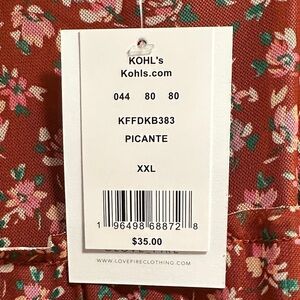 KOHL's
Kohls.com
044 80 80
KFFDKB383
PICANTE
XXL
1 96498 68872 8
$35.00
WWW.LOVEFIRECLOTHING.COM